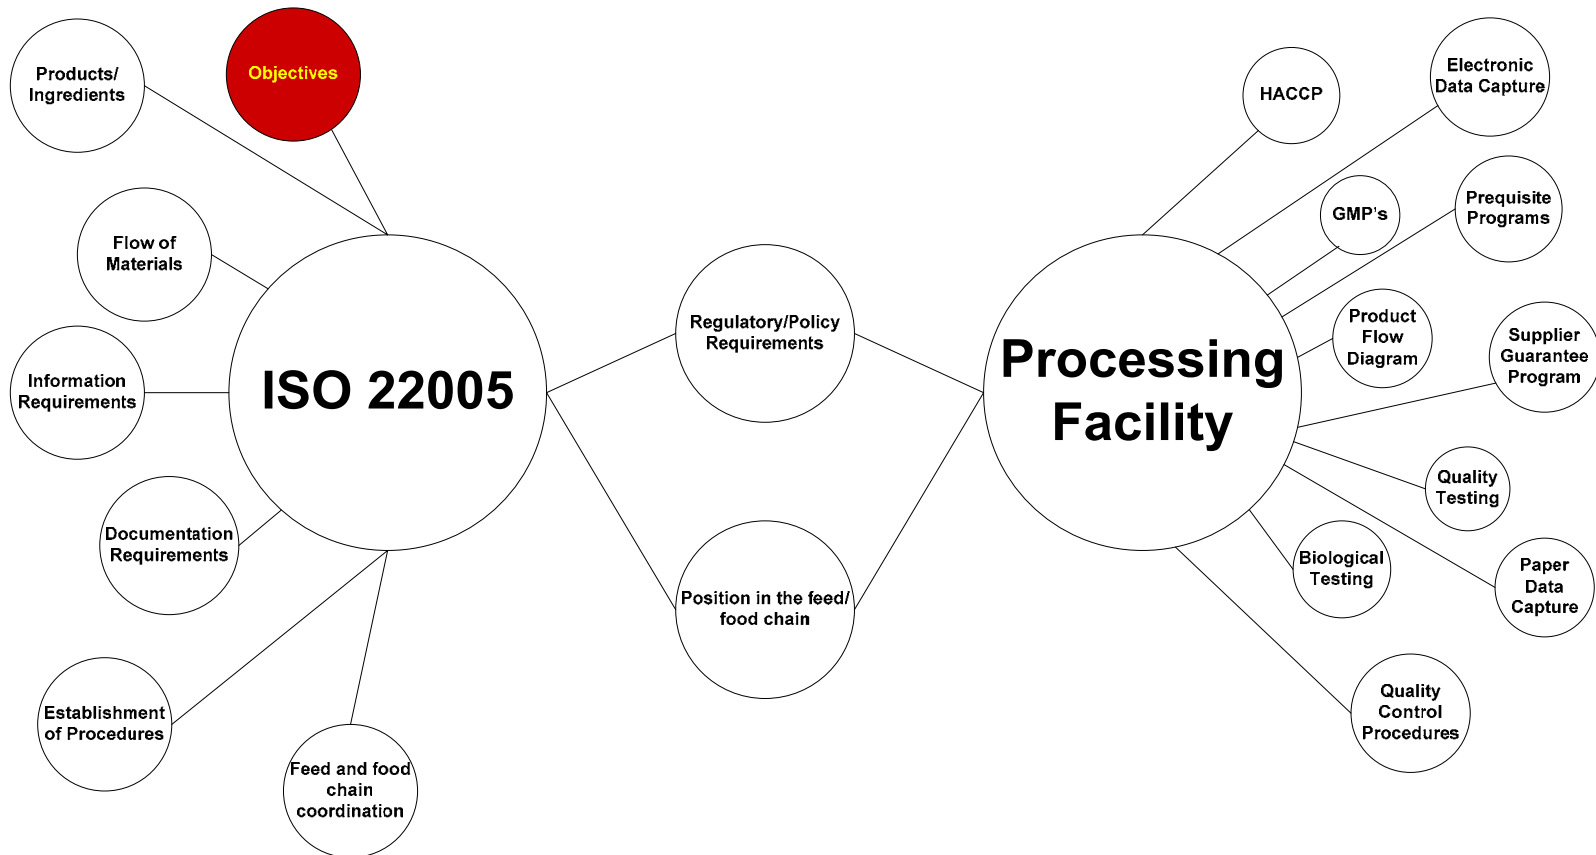 Products/
Ingredients
Objectives
Flow of
Materials
Information
Requirements
Documentation
Requirements
Establishment
of Procedures
Feed and food
chain
coordination
ISO 22005
Regulatory/Policy
Requirements
Position in the feed/
food chain
Processing
Facility
HACCP
Electronic
Data Capture
GMP's
Prequisite
Programs
Product
Flow
Diagram
Supplier
Guarantee
Program
Quality
Testing
Biological
Testing
Paper
Data
Capture
Quality
Control
Procedures